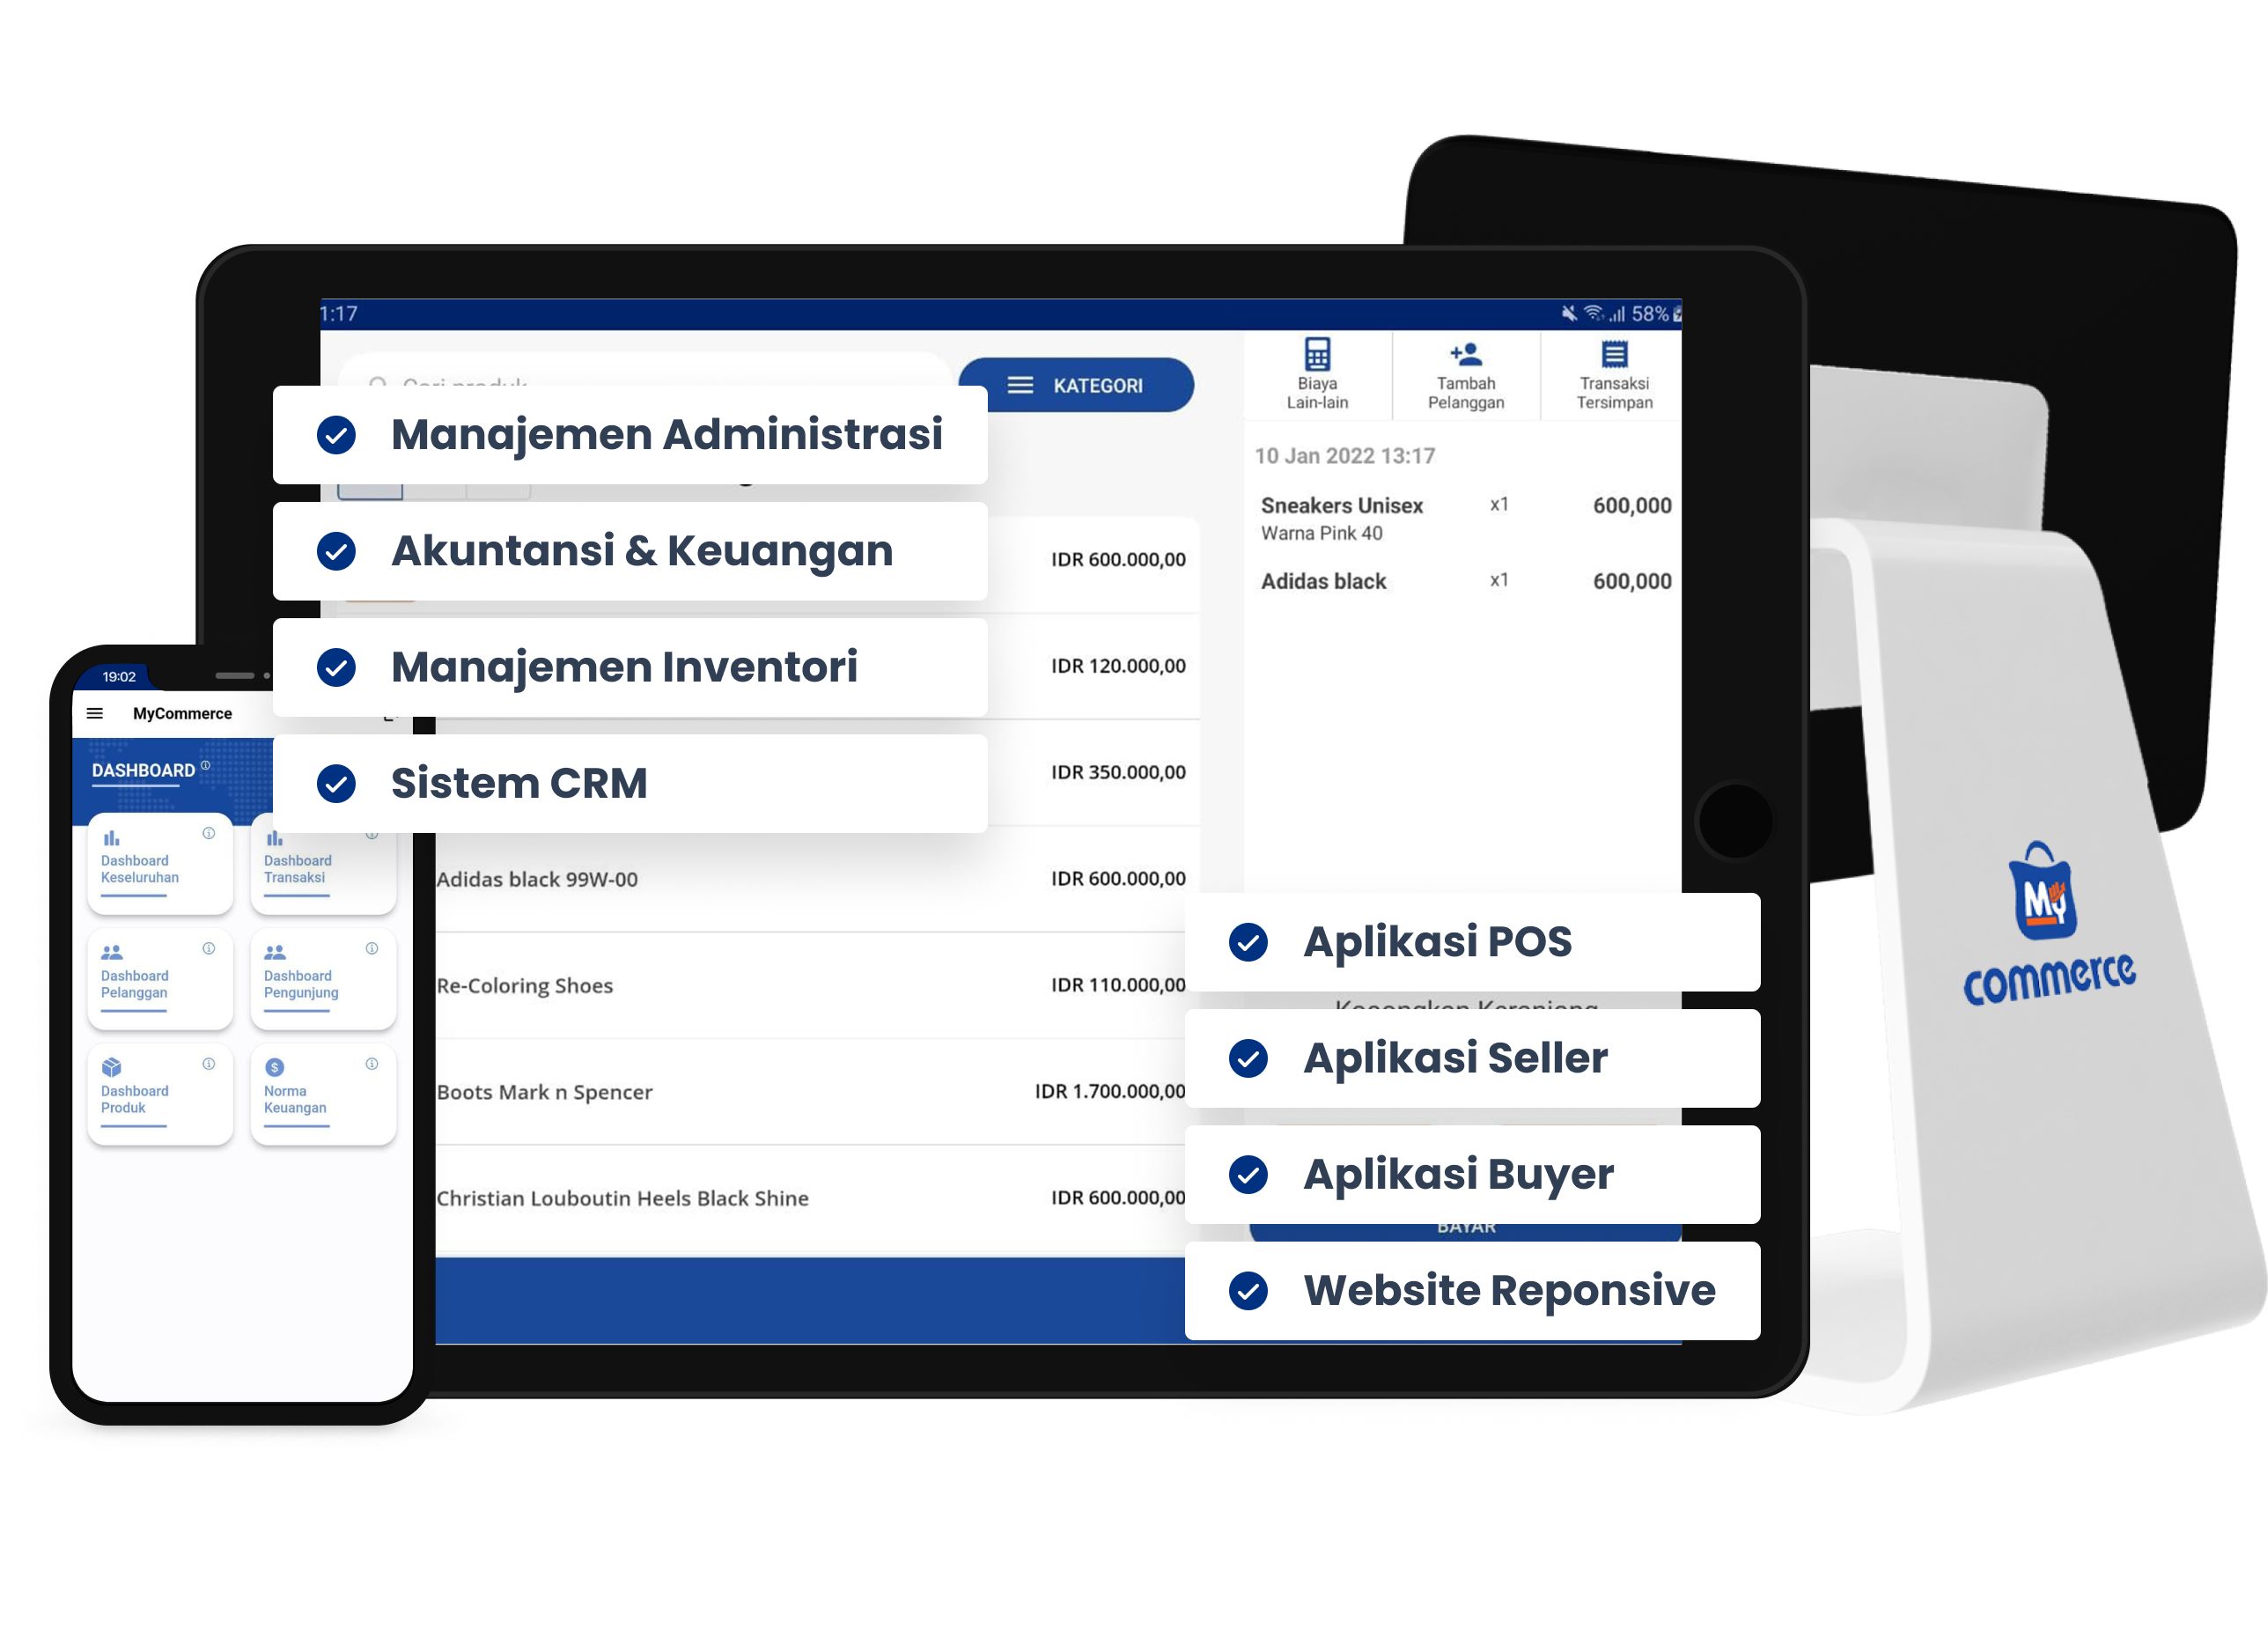 1:17
58%
KATEGORI
Biaya
Lain-lain
Tambah
Pelanggan
Transaksi
Tersimpan
Manajemen Administrasi
Akuntansi & Keuangan
Manajemen Inventori
Sistem CRM
10 Jan 2022 13:17
Sneakers Unisex x1 600,000
Warna Pink 40
Adidas black x1 600,000
IDR 600.000,00
IDR 120.000,00
IDR 350.000,00
Adidas black 99W-00 IDR 600.000,00
Re-Coloring Shoes IDR 110.000,00
Boots Mark n Spencer IDR 1.700.000,00
Christian Louboutin Heels Black Shine IDR 600.000,00
Aplikasi POS
Aplikasi Seller
Aplikasi Buyer
BAYAR
Website Reponsive
19:02
MyCommerce
DASHBOARD
Dashboard
Keseluruhan
Dashboard
Transaksi
Dashboard
Pelanggan
Dashboard
Pengunjung
Dashboard
Produk
Norma
Keuangan
My
commerce